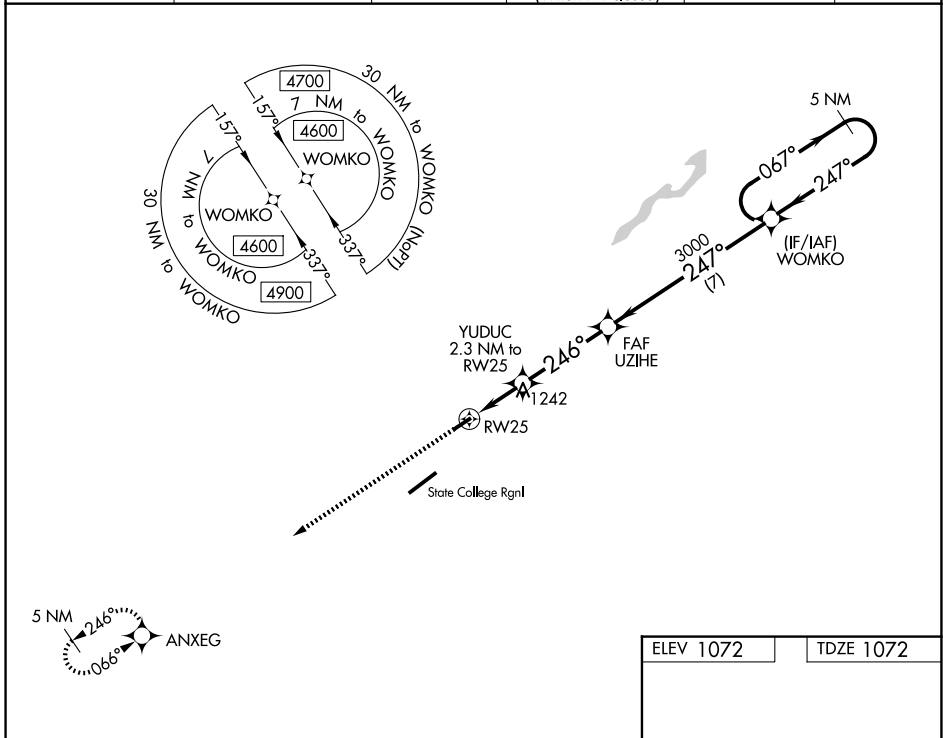 4700
30 NM to WOMKO (NoPT)
157°
7 NM to WOMKO
4600
WOMKO
337°
157°
7 NM to WOMKO
WOMKO
4600
337°
4900
30 NM to WOMKO
5 NM
067°
247°
(IF/IAF)
WOMKO
3000
247°
(7)
FAF
UZIHE
246°
YUDUC
2.3 NM to
RW25
1242
RW25
State College Rgnl
5 NM
246°
066°
ANXEG
ELEV 1072
TDZE 1072